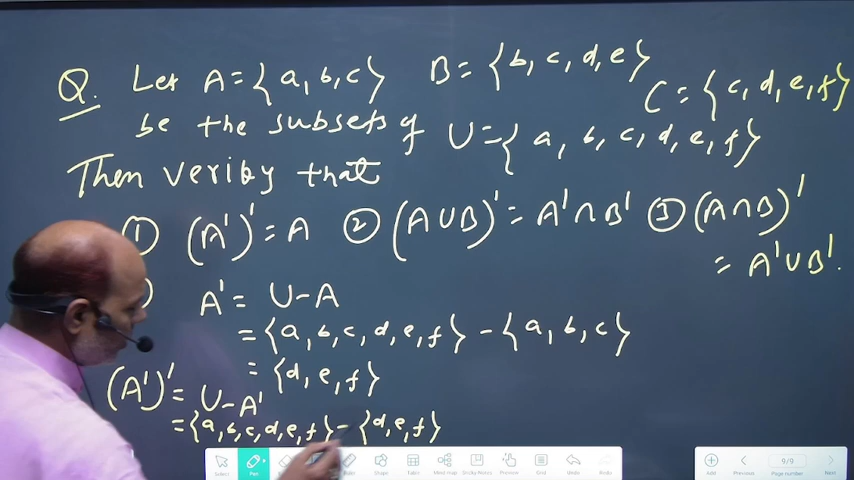 Q. Let A = {a, b, c} B = {b, c, d, e} C = {c, d, e, f}
be the subsets of U = {a, b, c, d, e, f}
Then verify that
① (A')' = A ② (A∪B)' = A'∩B' ③ (A∩B)'
= A'∪B'.
) A' = U-A
= {a, b, c, d, e, f} - {a, b, c}
= {d, e, f}
(A')' = U-A'
= {a, b, c, d, e, f} - {d, e, f}
Select Pen Shape Table Mind map Sticky Notes Preview Grid Undo Redo Add Previous 9/9 Page number Next